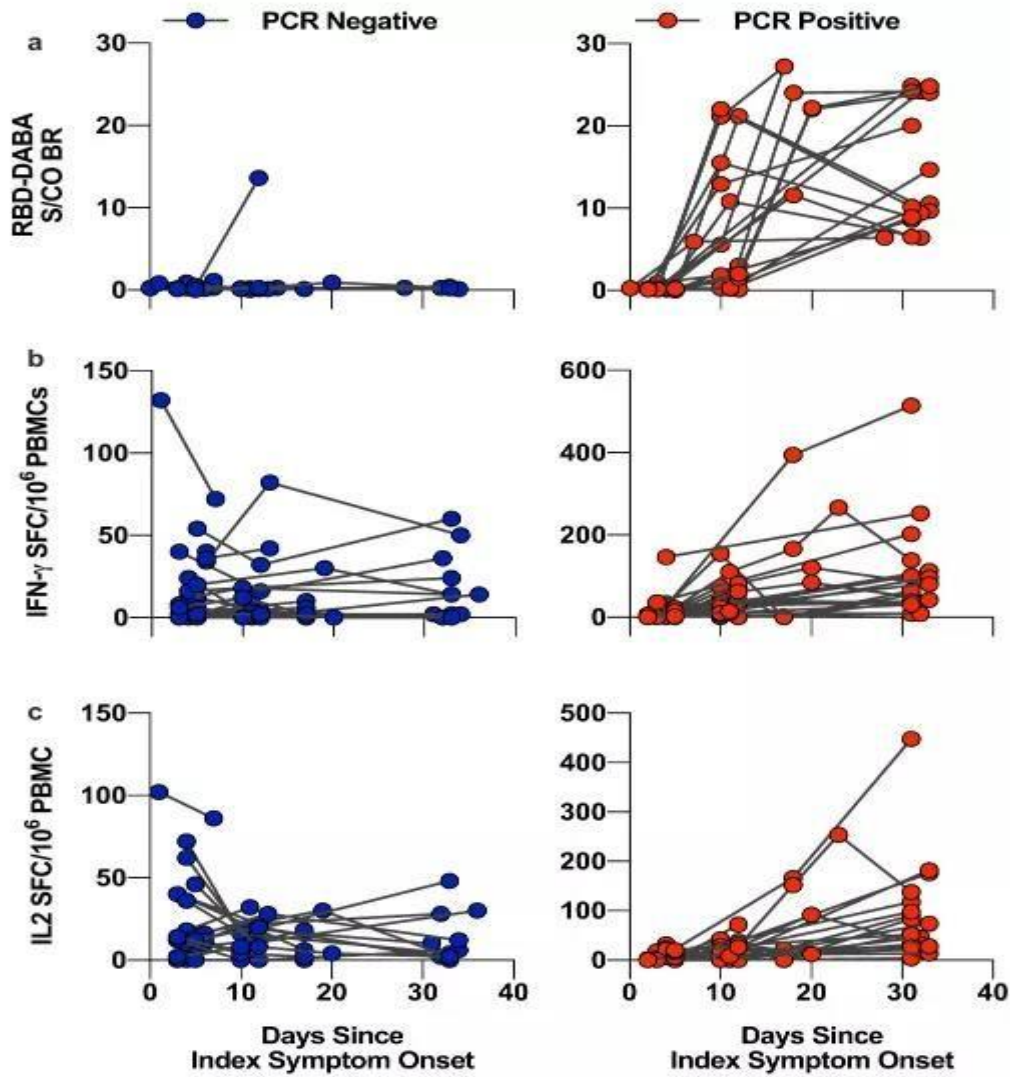 PCR Negative PCR Positive
a
RBD-DABA
S/CO BR
30 30
20 20
10 10
0 0
b
IFN-γ SFC/10⁶ PBMCs
150 600
100 400
50 200
0 0
c
IL2 SFC/10⁶ PBMC
150 500
100 400
50 300
0 200
100
0
0 10 20 30 40 0 10 20 30 40
Days Since Days Since
Index Symptom Onset Index Symptom Onset